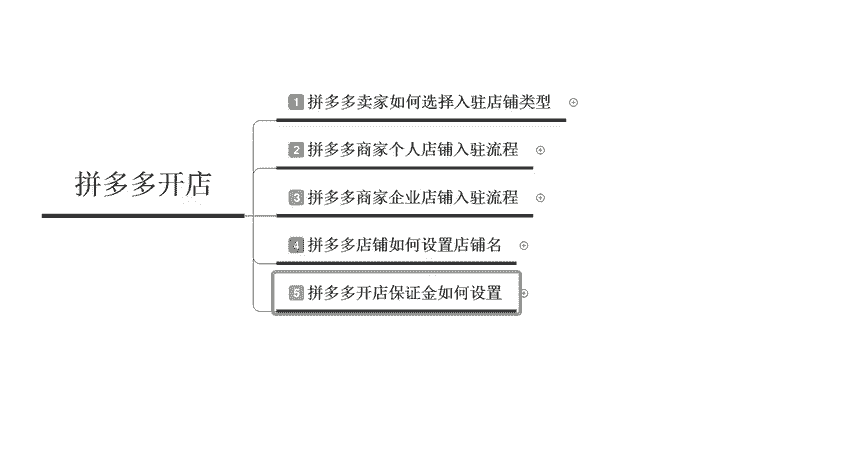 拼多多开店
1 拼多多卖家如何选择入驻店铺类型
2 拼多多商家个人店铺入驻流程
3 拼多多商家企业店铺入驻流程
4 拼多多店铺如何设置店铺名
5 拼多多开店保证金如何设置